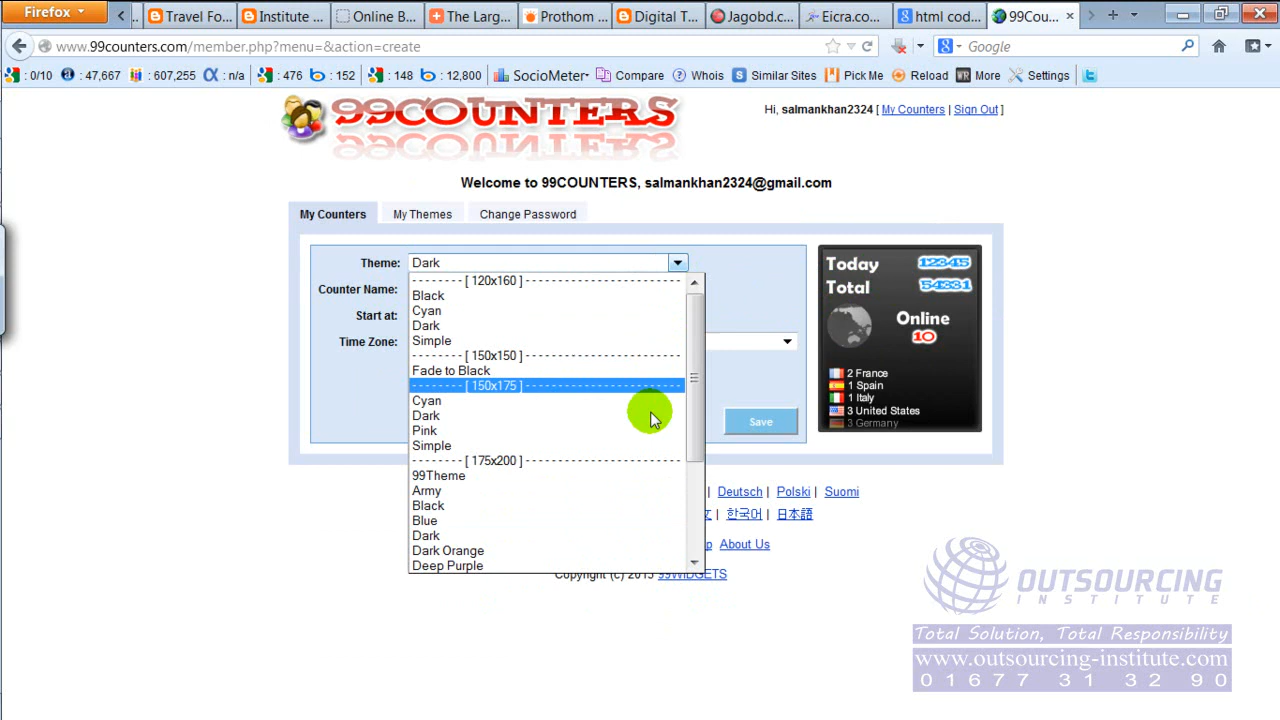 Firefox
Travel Fo...
Institute ...
Online B...
The Larg...
Prothom ...
Digital T...
Jagobd.c...
Eicra.co...
html cod...
99Cou...
www.99counters.com/member.php?menu=&action=create
Google
: 0/10
: 47,667
: 607,255
: n/a
: 476
: 152
: 148
: 12,800
SocioMeter
Compare
Whois
Similar Sites
Pick Me
Reload
More
Settings
99COUNTERS
Hi, salmankhan2324 [ My Counters | Sign Out ]
Welcome to 99COUNTERS, salmankhan2324@gmail.com
My Counters
My Themes
Change Password
Theme: Dark
Counter Name:
Start at:
Time Zone:
- - - - - - - [ 120x160 ] - - - - - - - - - - - - - - - - - - - - -
Black
Cyan
Dark
Simple
- - - - - - - [ 150x150 ] - - - - - - - - - - - - - - - - - - - - -
Fade to Black
- - - - - - - [ 150x175 ] - - - - - - - - - - - - - - - - - - - - -
Cyan
Dark
Pink
Simple
- - - - - - - [ 175x200 ] - - - - - - - - - - - - - - - - - - - - -
99Theme
Army
Black
Blue
Dark
Dark Orange
Deep Purple
Save
Today 12345
Total 54331
Online
10
2 France
1 Spain
1 Italy
3 United States
3 Germany
| Deutsch | Polski | Suomi
| 한국어 | 日本語
| About Us
Copyright (c) 2013 99WIDGETS
OUTSOURCING
INSTITUTE
Total Solution, Total Responsibility
www.outsourcing-institute.com
01677 31 32 90